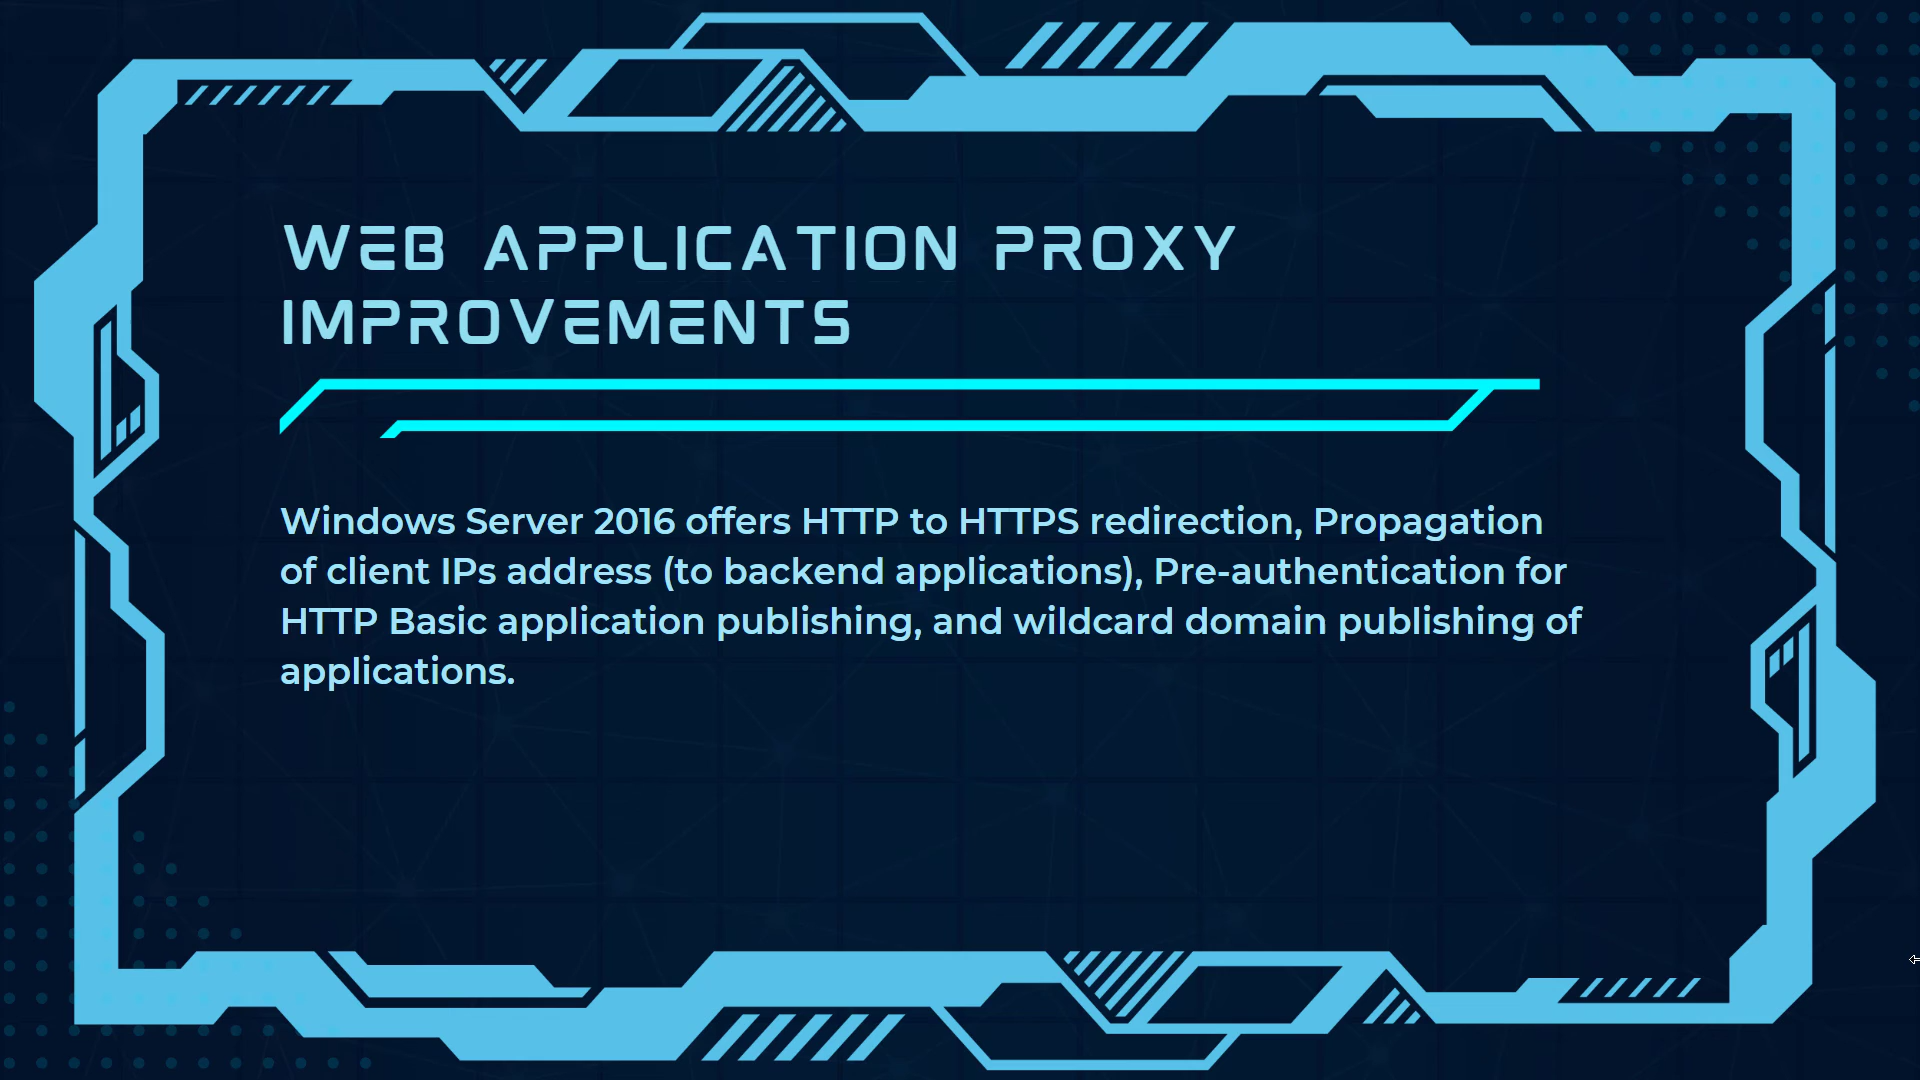 WEB APPLICATION PROXY
IMPROVEMENTS
Windows Server 2016 offers HTTP to HTTPS redirection, Propagation
of client IPs address (to backend applications), Pre-authentication for
HTTP Basic application publishing, and wildcard domain publishing of
applications.